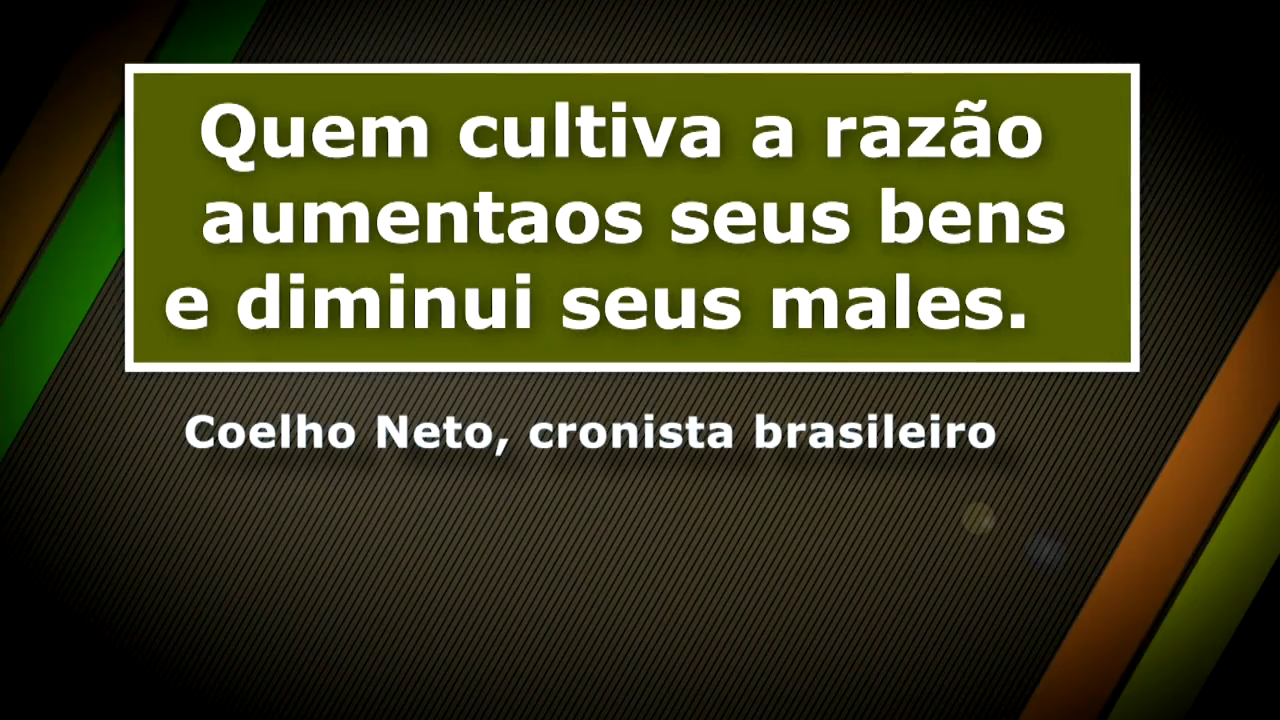 Quem cultiva a razão
aumentaos seus bens
e diminui seus males.
Coelho Neto, cronista brasileiro